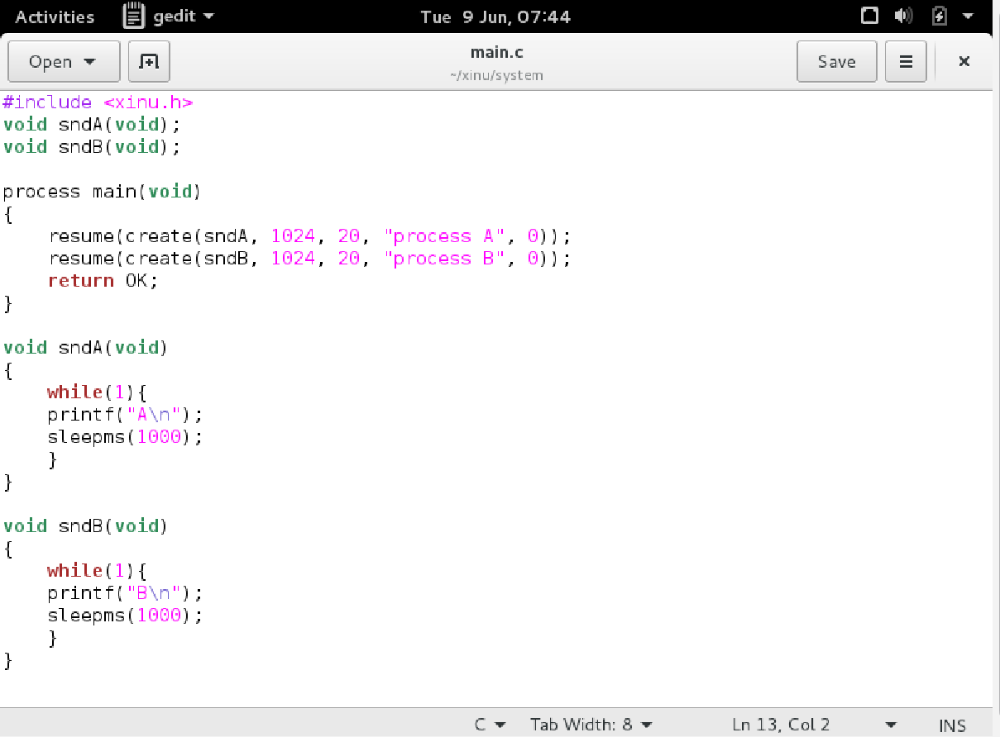 Activities gedit Tue 9 Jun, 07:44
Open main.c Save
~/xinu/system
#include <xinu.h>
void sndA(void);
void sndB(void);
process main(void)
{
    resume(create(sndA, 1024, 20, "process A", 0));
    resume(create(sndB, 1024, 20, "process B", 0));
    return OK;
}
void sndA(void)
{
    while(1){
    printf("A\n");
    sleepms(1000);
    }
}
void sndB(void)
{
    while(1){
    printf("B\n");
    sleepms(1000);
    }
}
C Tab Width: 8 Ln 13, Col 2 INS